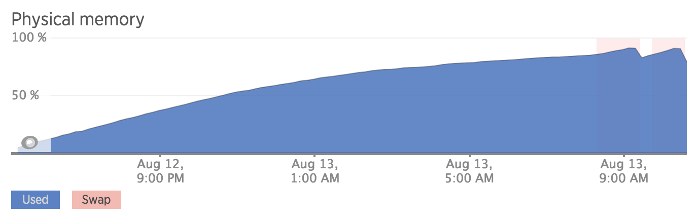 Physical memory
100 %
50 %
Aug 12,
9:00 PM
Aug 13,
1:00 AM
Aug 13,
5:00 AM
Aug 13,
9:00 AM
Used
Swap